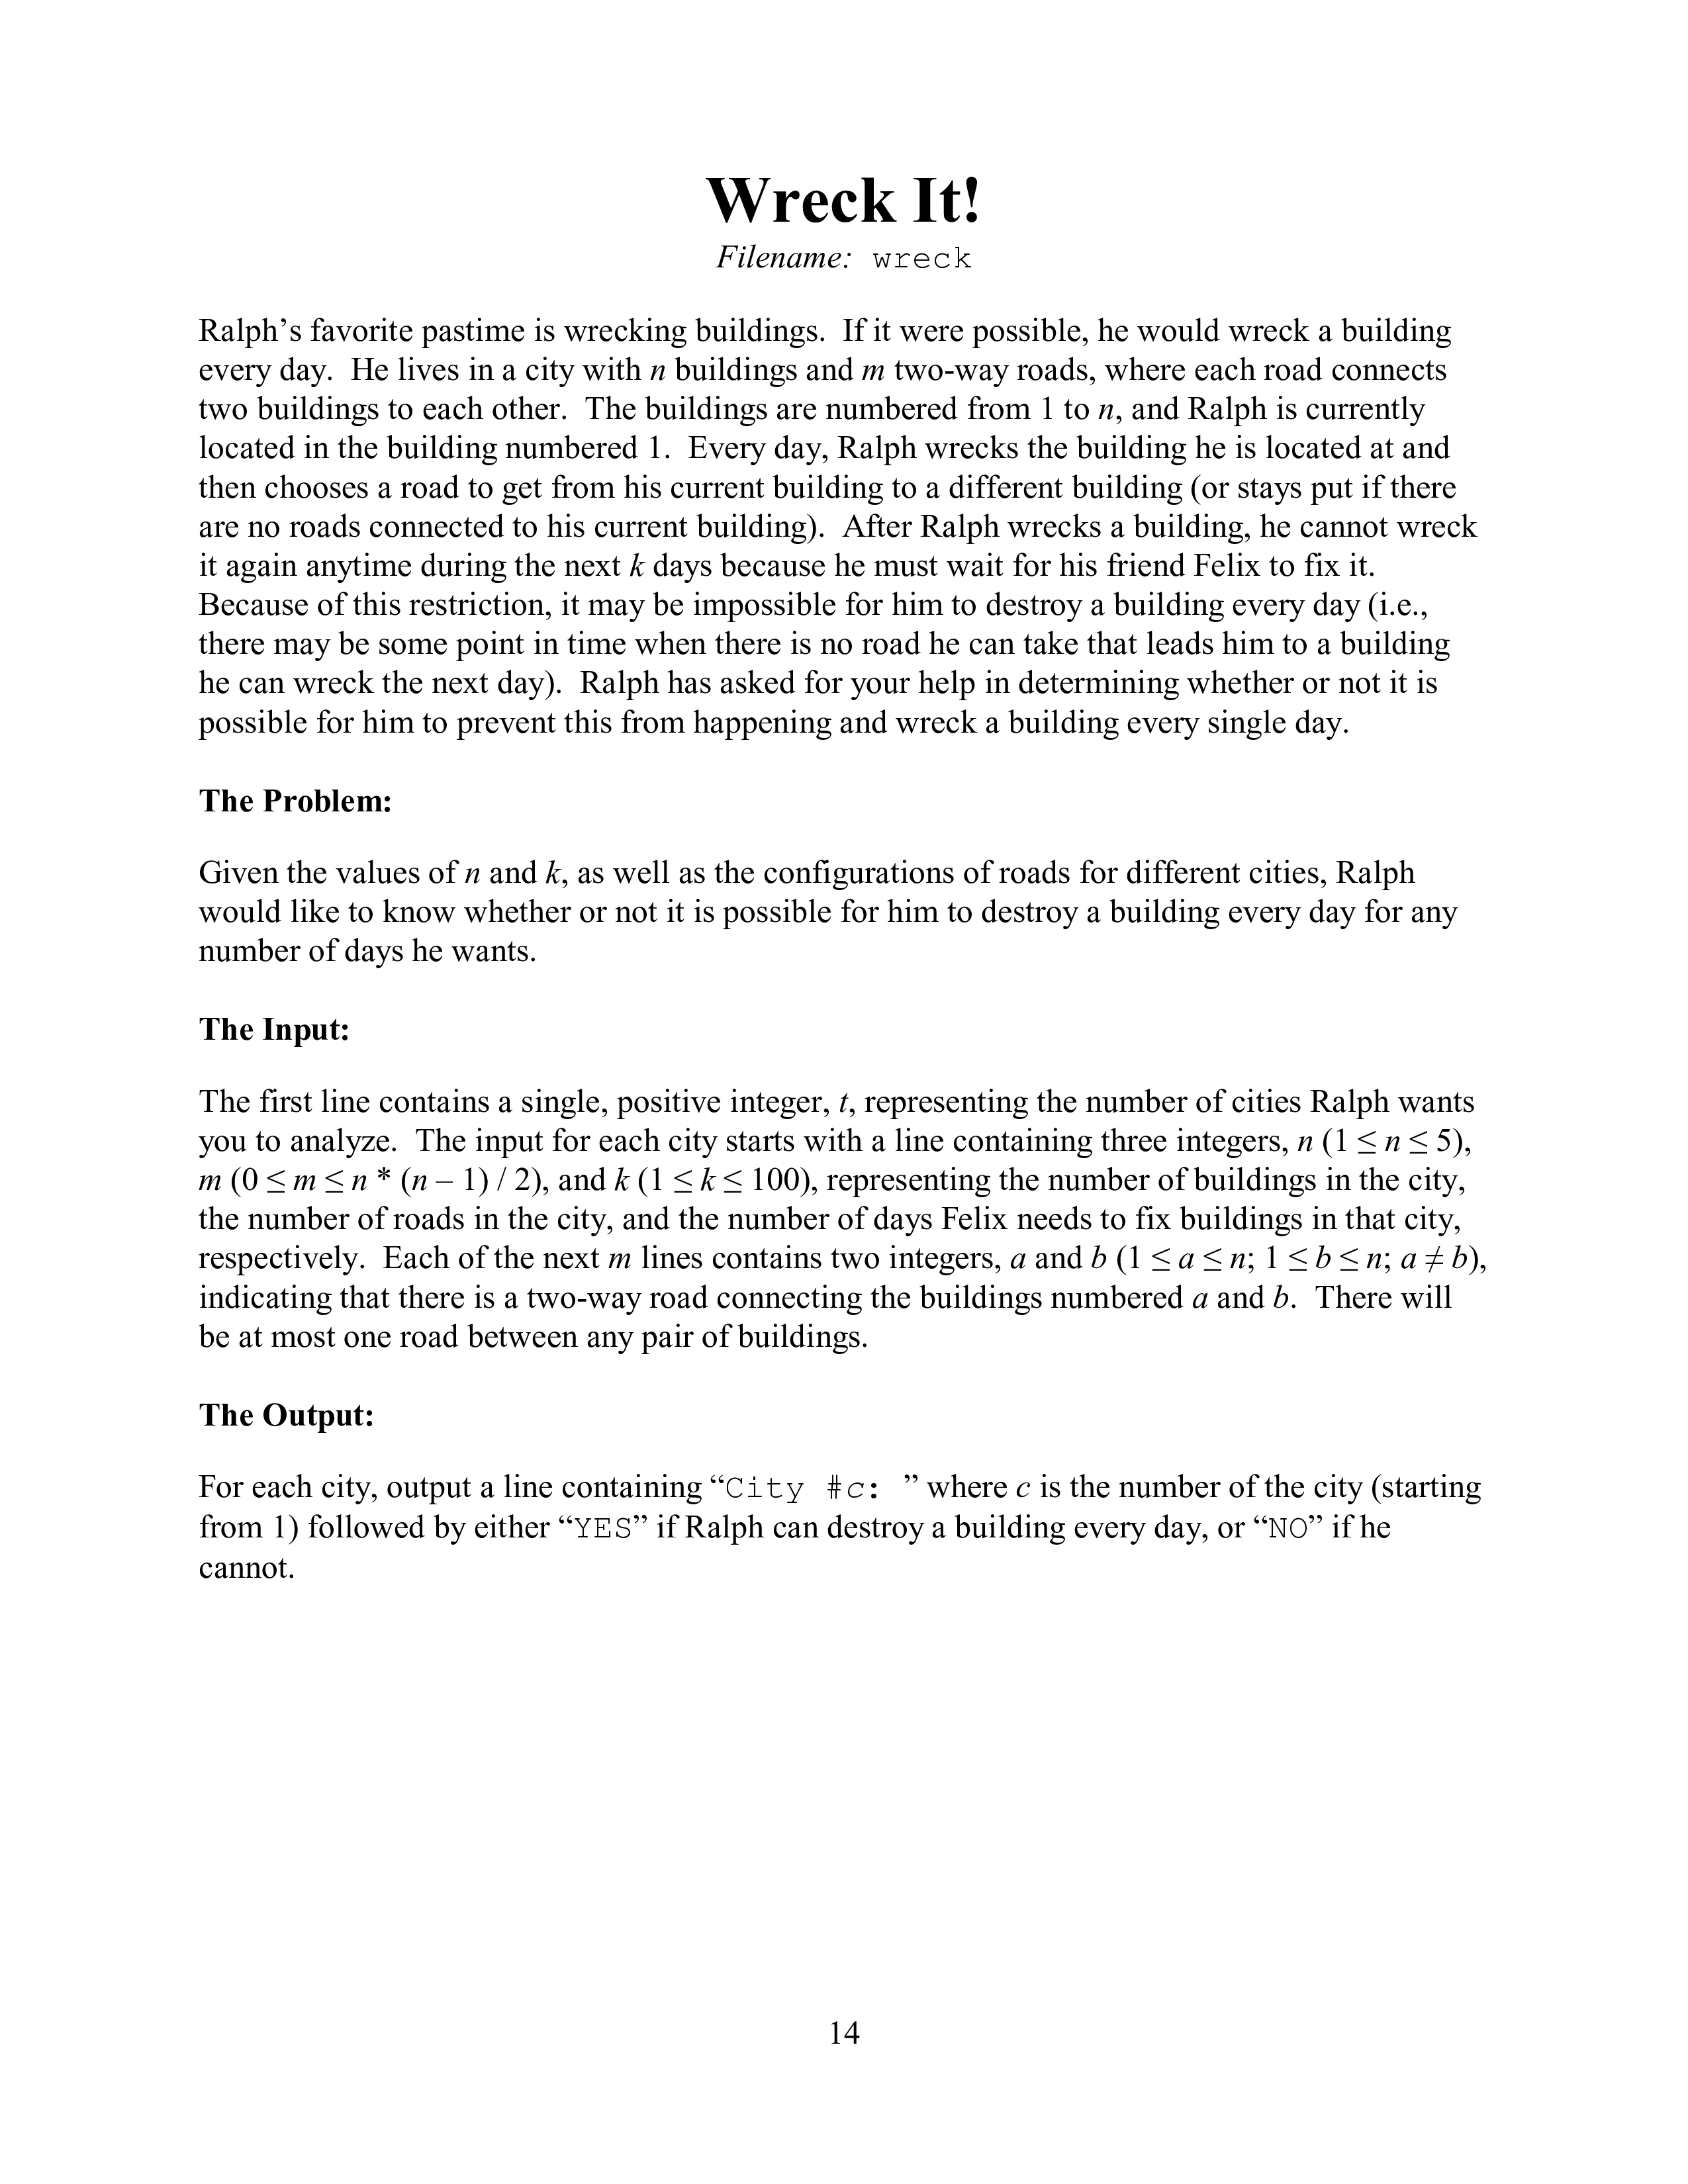 Wreck It!
Filename: wreck
Ralph’s favorite pastime is wrecking buildings. If it were possible, he would wreck a building
every day. He lives in a city with n buildings and m two-way roads, where each road connects
two buildings to each other. The buildings are numbered from 1 to n, and Ralph is currently
located in the building numbered 1. Every day, Ralph wrecks the building he is located at and
then chooses a road to get from his current building to a different building (or stays put if there
are no roads connected to his current building). After Ralph wrecks a building, he cannot wreck
it again anytime during the next k days because he must wait for his friend Felix to fix it.
Because of this restriction, it may be impossible for him to destroy a building every day (i.e.,
there may be some point in time when there is no road he can take that leads him to a building
he can wreck the next day). Ralph has asked for your help in determining whether or not it is
possible for him to prevent this from happening and wreck a building every single day.
The Problem:
Given the values of n and k, as well as the configurations of roads for different cities, Ralph
would like to know whether or not it is possible for him to destroy a building every day for any
number of days he wants.
The Input:
The first line contains a single, positive integer, t, representing the number of cities Ralph wants
you to analyze. The input for each city starts with a line containing three integers, n (1 ≤ n ≤ 5),
m (0 ≤ m ≤ n * (n – 1) / 2), and k (1 ≤ k ≤ 100), representing the number of buildings in the city,
the number of roads in the city, and the number of days Felix needs to fix buildings in that city,
respectively. Each of the next m lines contains two integers, a and b (1 ≤ a ≤ n; 1 ≤ b ≤ n; a ≠ b),
indicating that there is a two-way road connecting the buildings numbered a and b. There will
be at most one road between any pair of buildings.
The Output:
For each city, output a line containing “City #c: ” where c is the number of the city (starting
from 1) followed by either “YES” if Ralph can destroy a building every day, or “NO” if he
cannot.
14